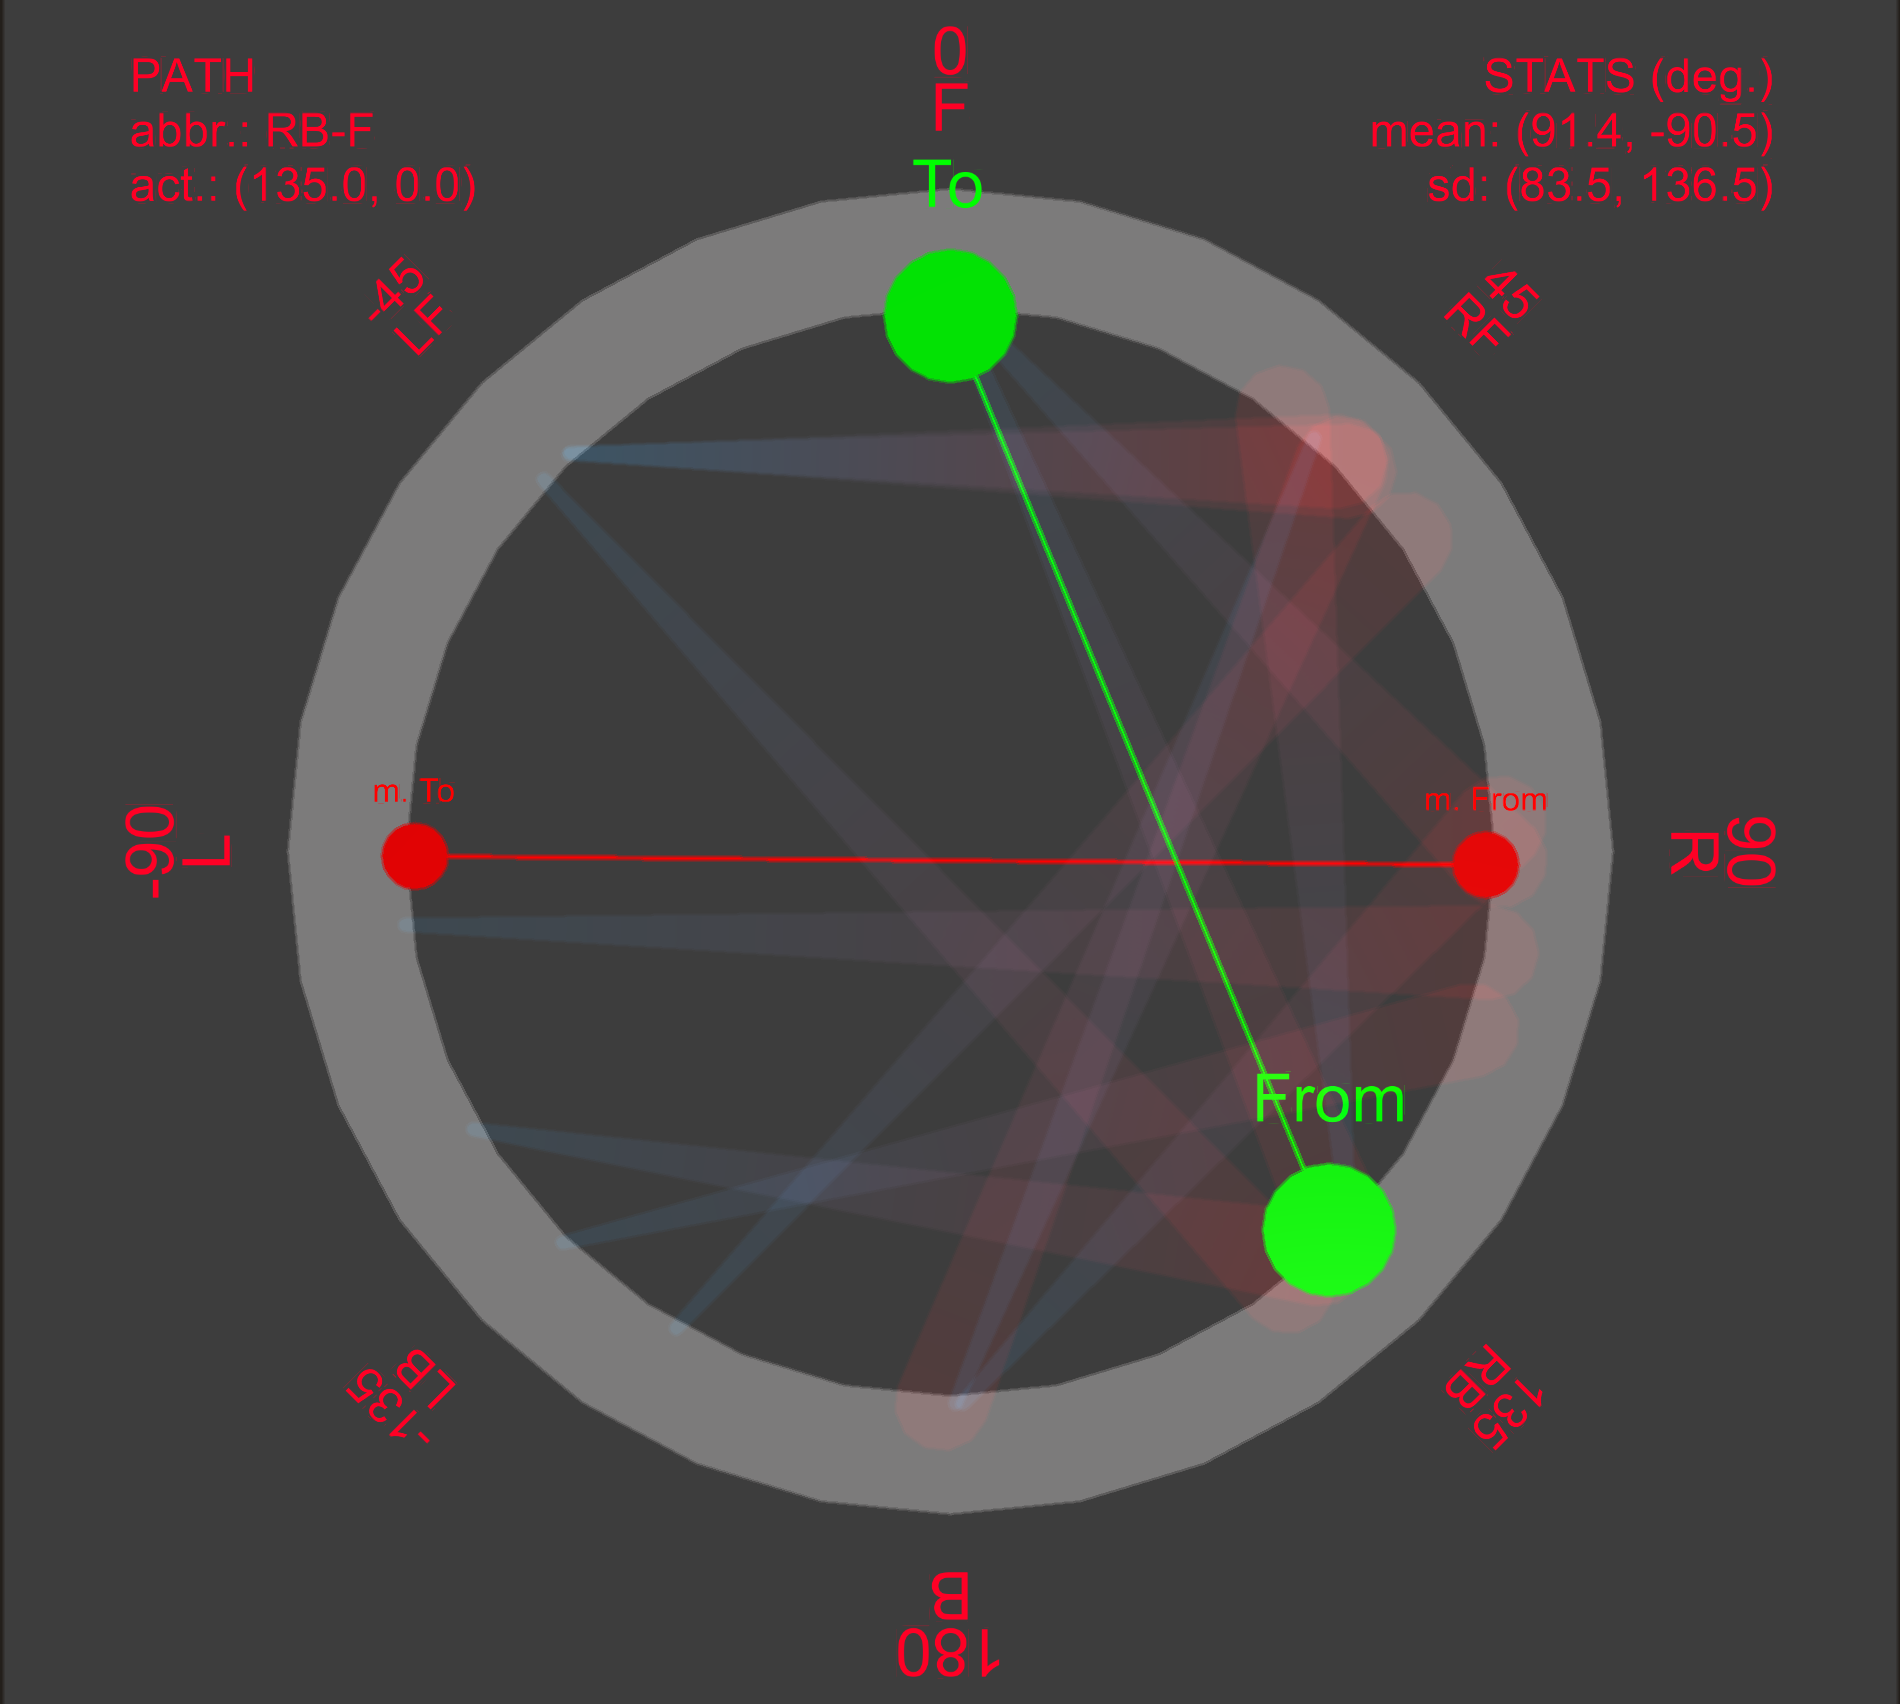 PATH
abbr.: RB-F
act.: (135.0, 0.0)
0
F
STATS (deg.)
mean: (91.4, -90.5)
sd: (83.5, 136.5)
To
-45
LF
45
RF
m. To
m. From
-90
L
90
R
From
LB
-135
RB
135
B
180